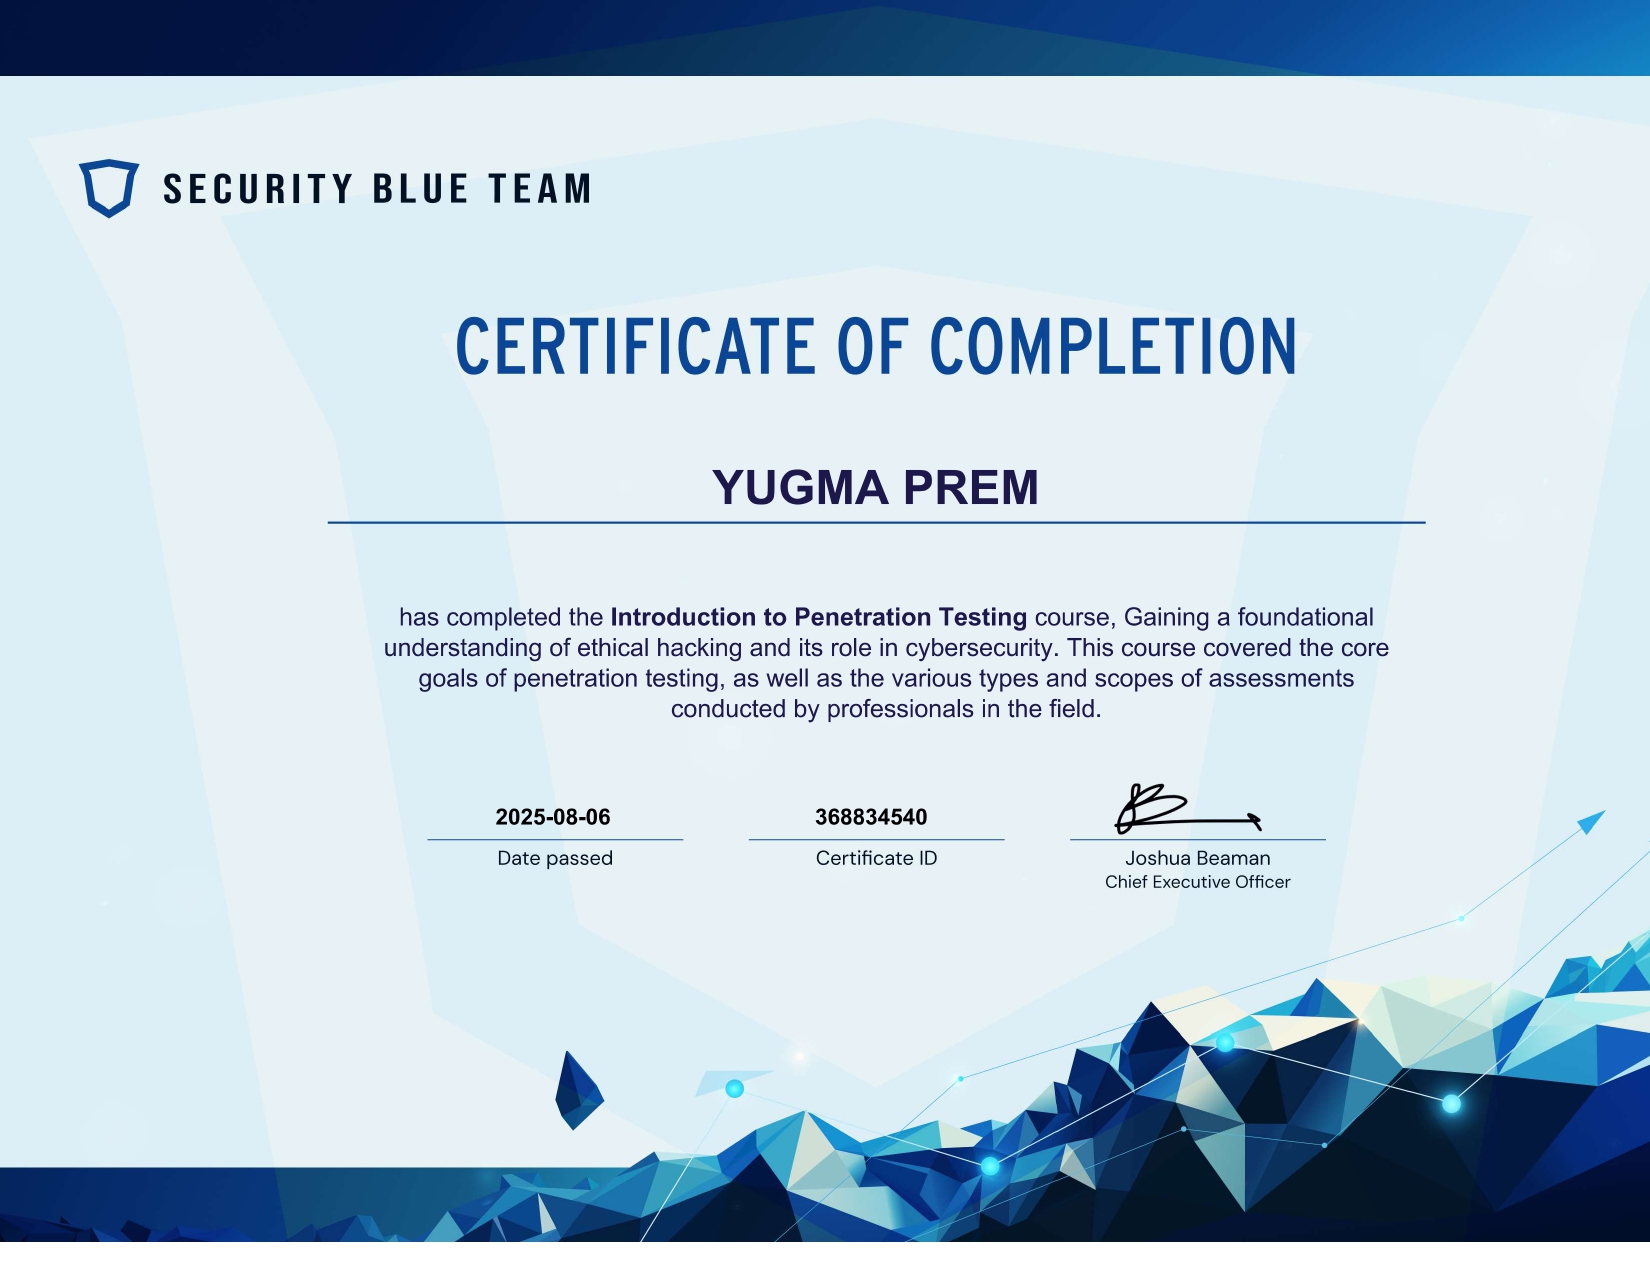 SECURITY BLUE TEAM
CERTIFICATE OF COMPLETION
YUGMA PREM
has completed the Introduction to Penetration Testing course, Gaining a foundational
understanding of ethical hacking and its role in cybersecurity. This course covered the core
goals of penetration testing, as well as the various types and scopes of assessments
conducted by professionals in the field.
2025-08-06
Date passed
368834540
Certificate ID
Joshua Beaman
Chief Executive Officer